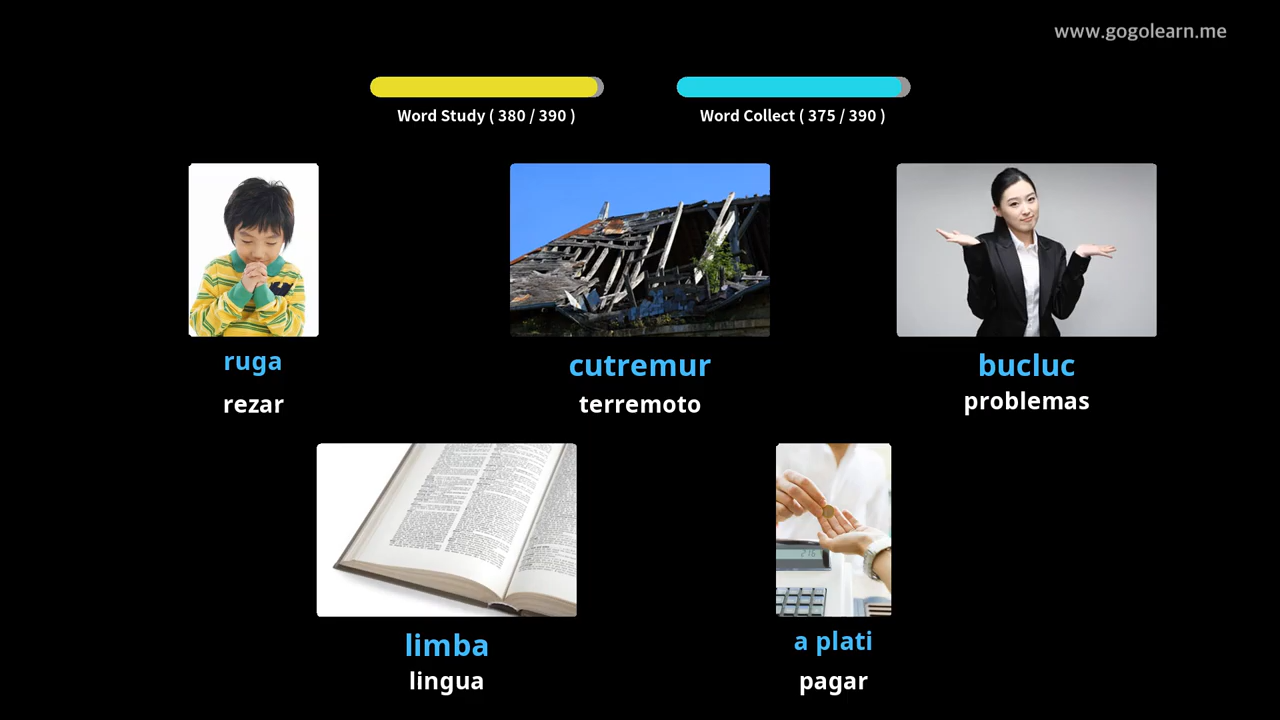 www.gogolearn.me
Word Study ( 380 / 390 )
Word Collect ( 375 / 390 )
ruga
rezar
cutremur
terremoto
bucluc
problemas
limba
lingua
a plati
pagar